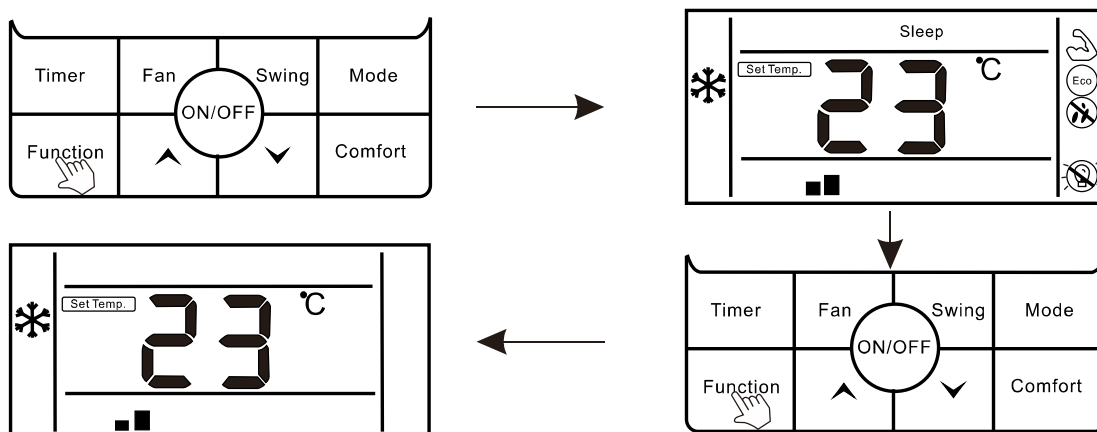 Timer Fan Swing Mode
ON/OFF
Function Comfort
Sleep
Set Temp. 23 °C
Eco
Set Temp. 23 °C
Timer Fan Swing Mode
ON/OFF
Function Comfort